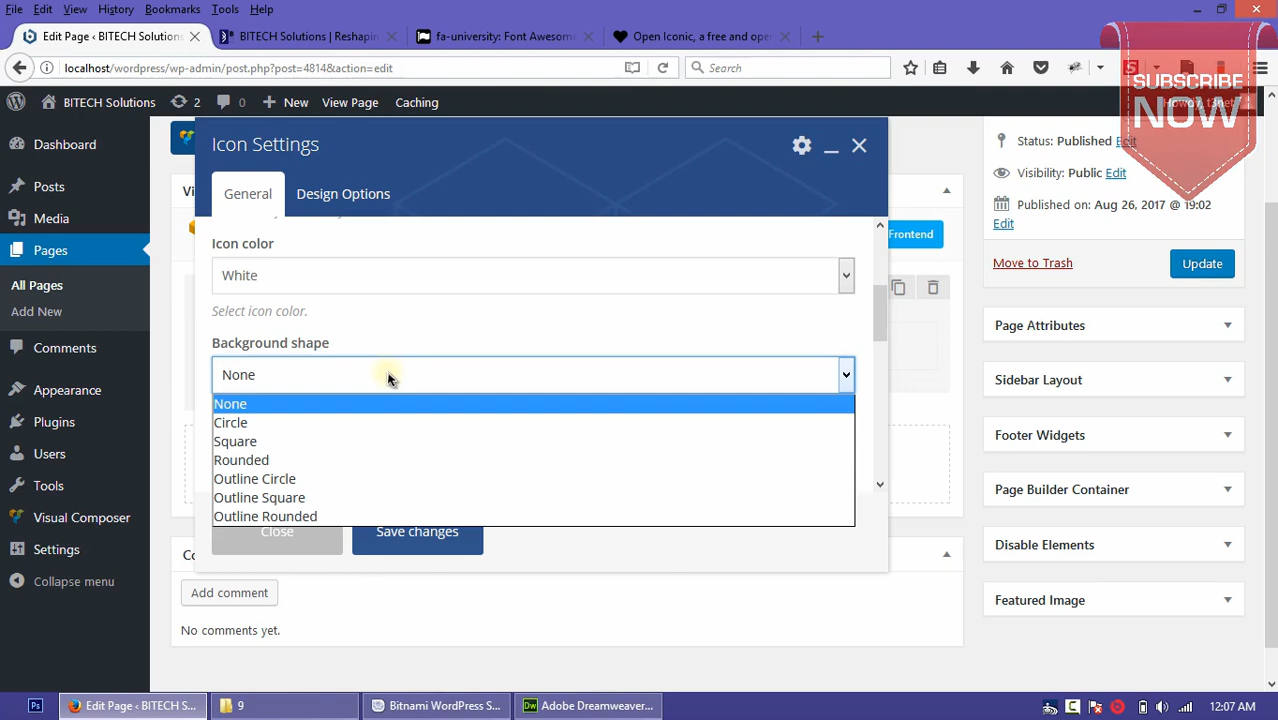 File Edit View History Bookmarks Tools Help
Edit Page ‹ BITECH Solutions
BITECH Solutions | Reshapin
fa-university: Font Awesom
Open Iconic, a free and oper
localhost/wordpress/wp-admin/post.php?post=4814&action=edit
Search
BITECH Solutions 2 0 New View Page Caching
SUBSCRIBE
NOW
Dashboard
Posts
Media
Pages
All Pages
Add New
Comments
Appearance
Plugins
Users
Tools
Visual Composer
Settings
Collapse menu
Icon Settings
General Design Options
Icon color
White
Select icon color.
Background shape
None
None
Circle
Square
Rounded
Outline Circle
Outline Square
Outline Rounded
Close Save changes
Frontend
Add comment
No comments yet.
Status: Published Edit
Visibility: Public Edit
Published on: Aug 26, 2017 @ 19:02
Edit
Move to Trash Update
Page Attributes
Sidebar Layout
Footer Widgets
Page Builder Container
Disable Elements
Featured Image
Ps Edit Page ‹ BITECH S... 9 Bitnami WordPress S... Dw Adobe Dreamweaver... 12:07 AM